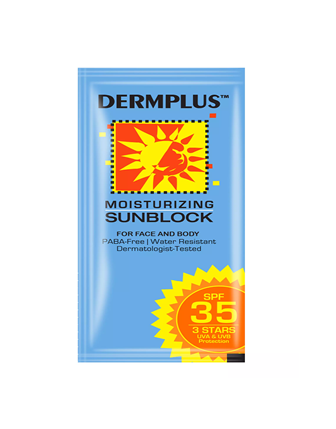 DERMPLUS™
MOISTURIZING
SUNBLOCK
FOR FACE AND BODY
PABA-Free | Water Resistant
Dermatologist-Tested
SPF
35
3 STARS
UVA & UVB
Protection